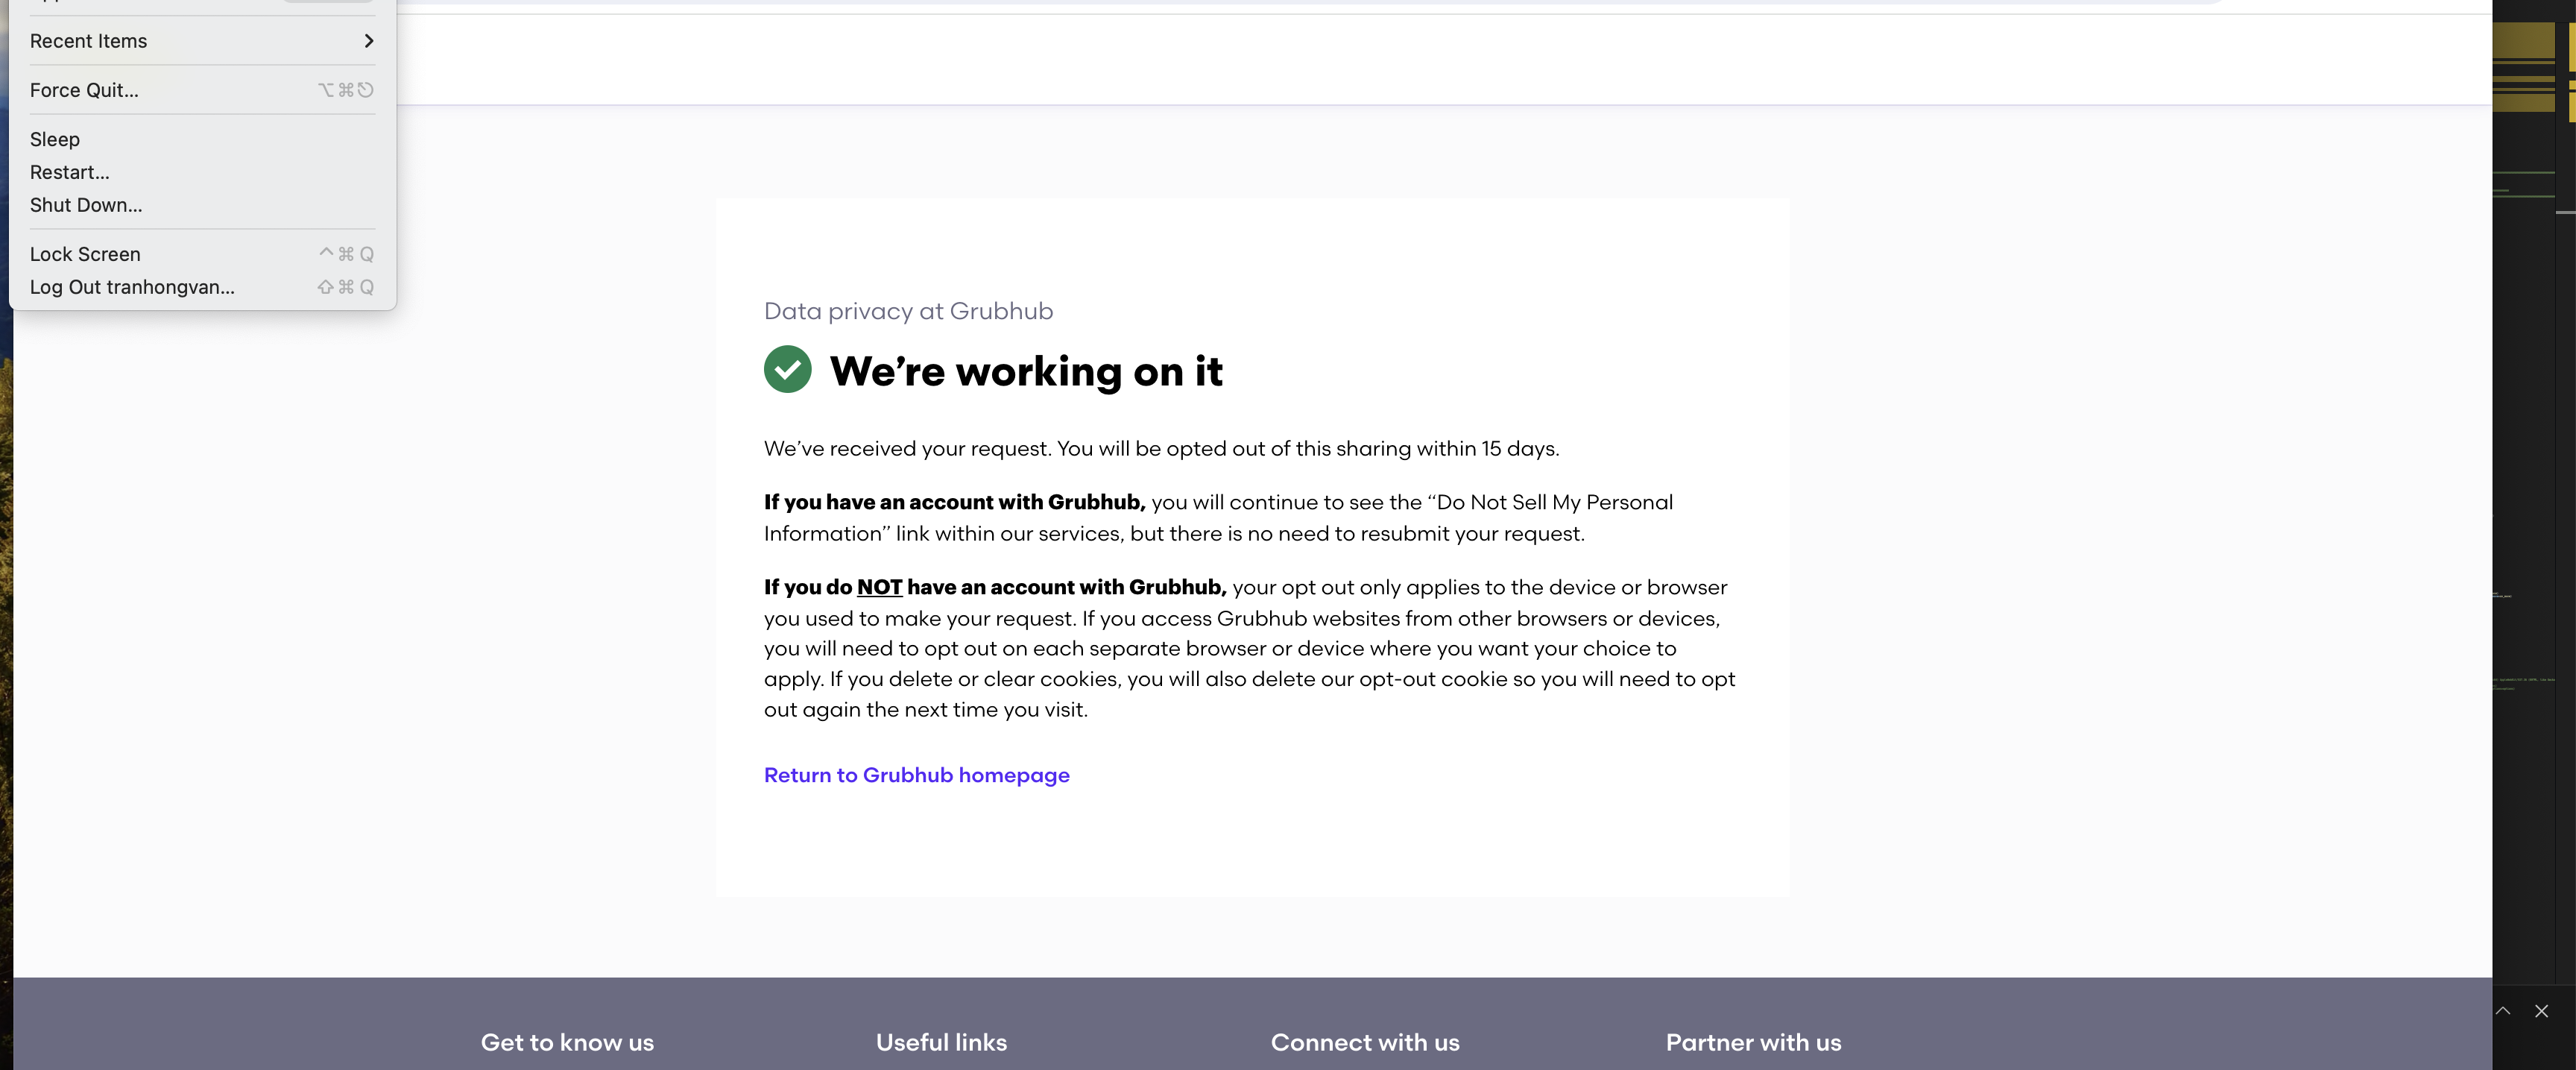 Recent Items
Force Quit... ⌥⌘⎋
Sleep
Restart...
Shut Down...
Lock Screen ^⌘Q
Log Out tranhongvan... ⇧⌘Q
Data privacy at Grubhub
We’re working on it
We’ve received your request. You will be opted out of this sharing within 15 days.
If you have an account with Grubhub, you will continue to see the “Do Not Sell My Personal
Information” link within our services, but there is no need to resubmit your request.
If you do NOT have an account with Grubhub, your opt out only applies to the device or browser
you used to make your request. If you access Grubhub websites from other browsers or devices,
you will need to opt out on each separate browser or device where you want your choice to
apply. If you delete or clear cookies, you will also delete our opt-out cookie so you will need to opt
out again the next time you visit.
Return to Grubhub homepage
Get to know us
Useful links
Connect with us
Partner with us